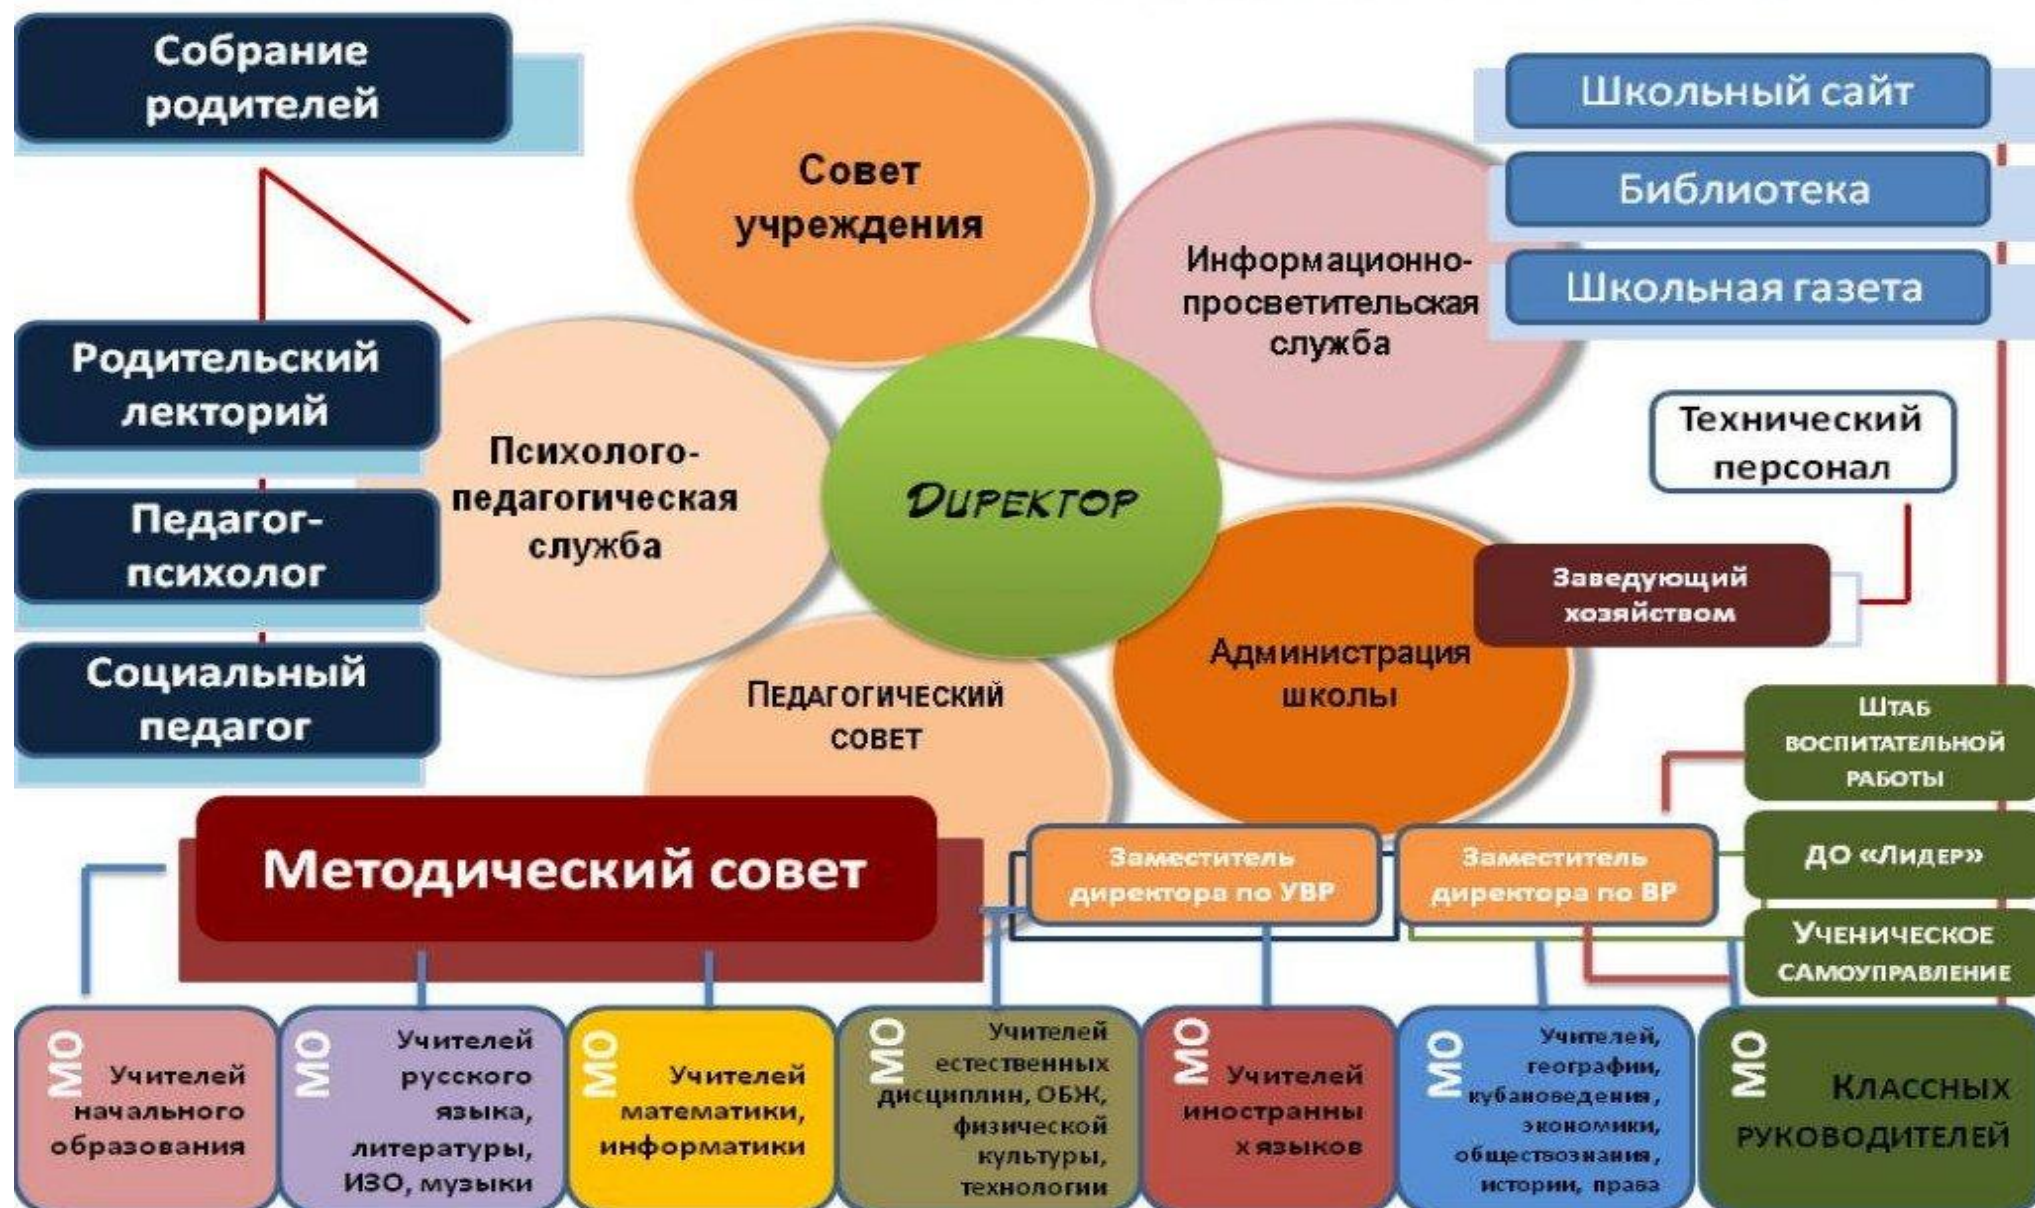 Собрание
родителей
Совет
учреждения
Школьный сайт
Библиотека
Школьная газета
Информационно-
просветительская
служба
Родительский
лекторий
Технический
персонал
Психолого-
педагогическая
служба
Директор
Педагог-
психолог
Заведующий
хозяйством
Социальный
педагог
Педагогический
совет
Администрация
школы
Штаб
воспитательной
работы
Методический совет
Заместитель
директора по УВР
Заместитель
директора по ВР
ДО «Лидер»
Ученическое
самоуправление
МО
Учителей
начального
образования
МО
Учителей
русского
языка,
литературы,
ИЗО, музыки
МО
Учителей
математики,
информатики
МО
Учителей
естественных
дисциплин, ОБЖ,
физической
культуры,
технологии
МО
Учителей
иностранны
х языков
МО
Учителей,
географии,
кубановедения,
экономики,
обществознания,
истории, права
МО
Классных
руководителей